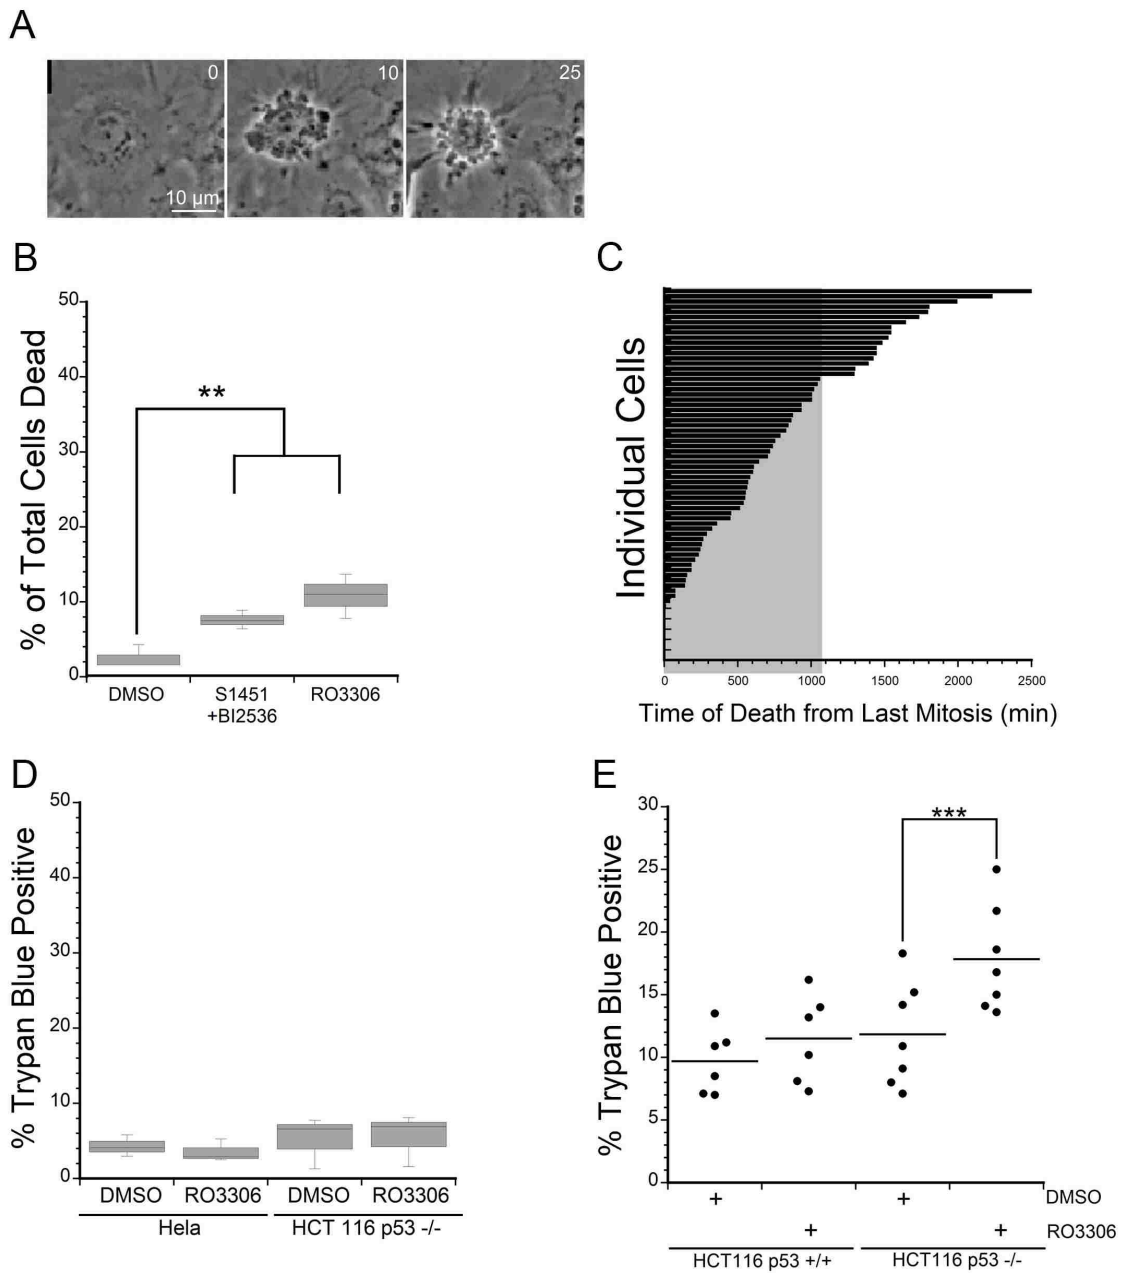 A
0 10 25
10 µm
B
% of Total Cells Dead
50
40
30
20
10
0
**
DMSO S1451 RO3306
+BI2536
C
Individual Cells
0 500 1000 1500 2000 2500
Time of Death from Last Mitosis (min)
D
% Trypan Blue Positive
50
40
30
20
10
0
DMSO RO3306 DMSO RO3306
Hela HCT 116 p53 -/-
E
% Trypan Blue Positive
30
25
20
15
10
5
0
***
+ + DMSO
+ + RO3306
HCT116 p53 +/+ HCT116 p53 -/-